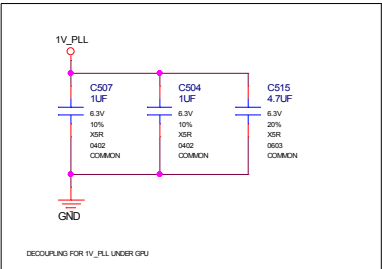 1V_PLL
C507 C504 C515
1UF 1UF 4.7UF
6.3V 6.3V 6.3V
10% 10% 20%
X5R X5R X5R
0402 0402 0603
COMMON COMMON COMMON
GND
DECOUPLING FOR 1V_PLL UNDER GPU